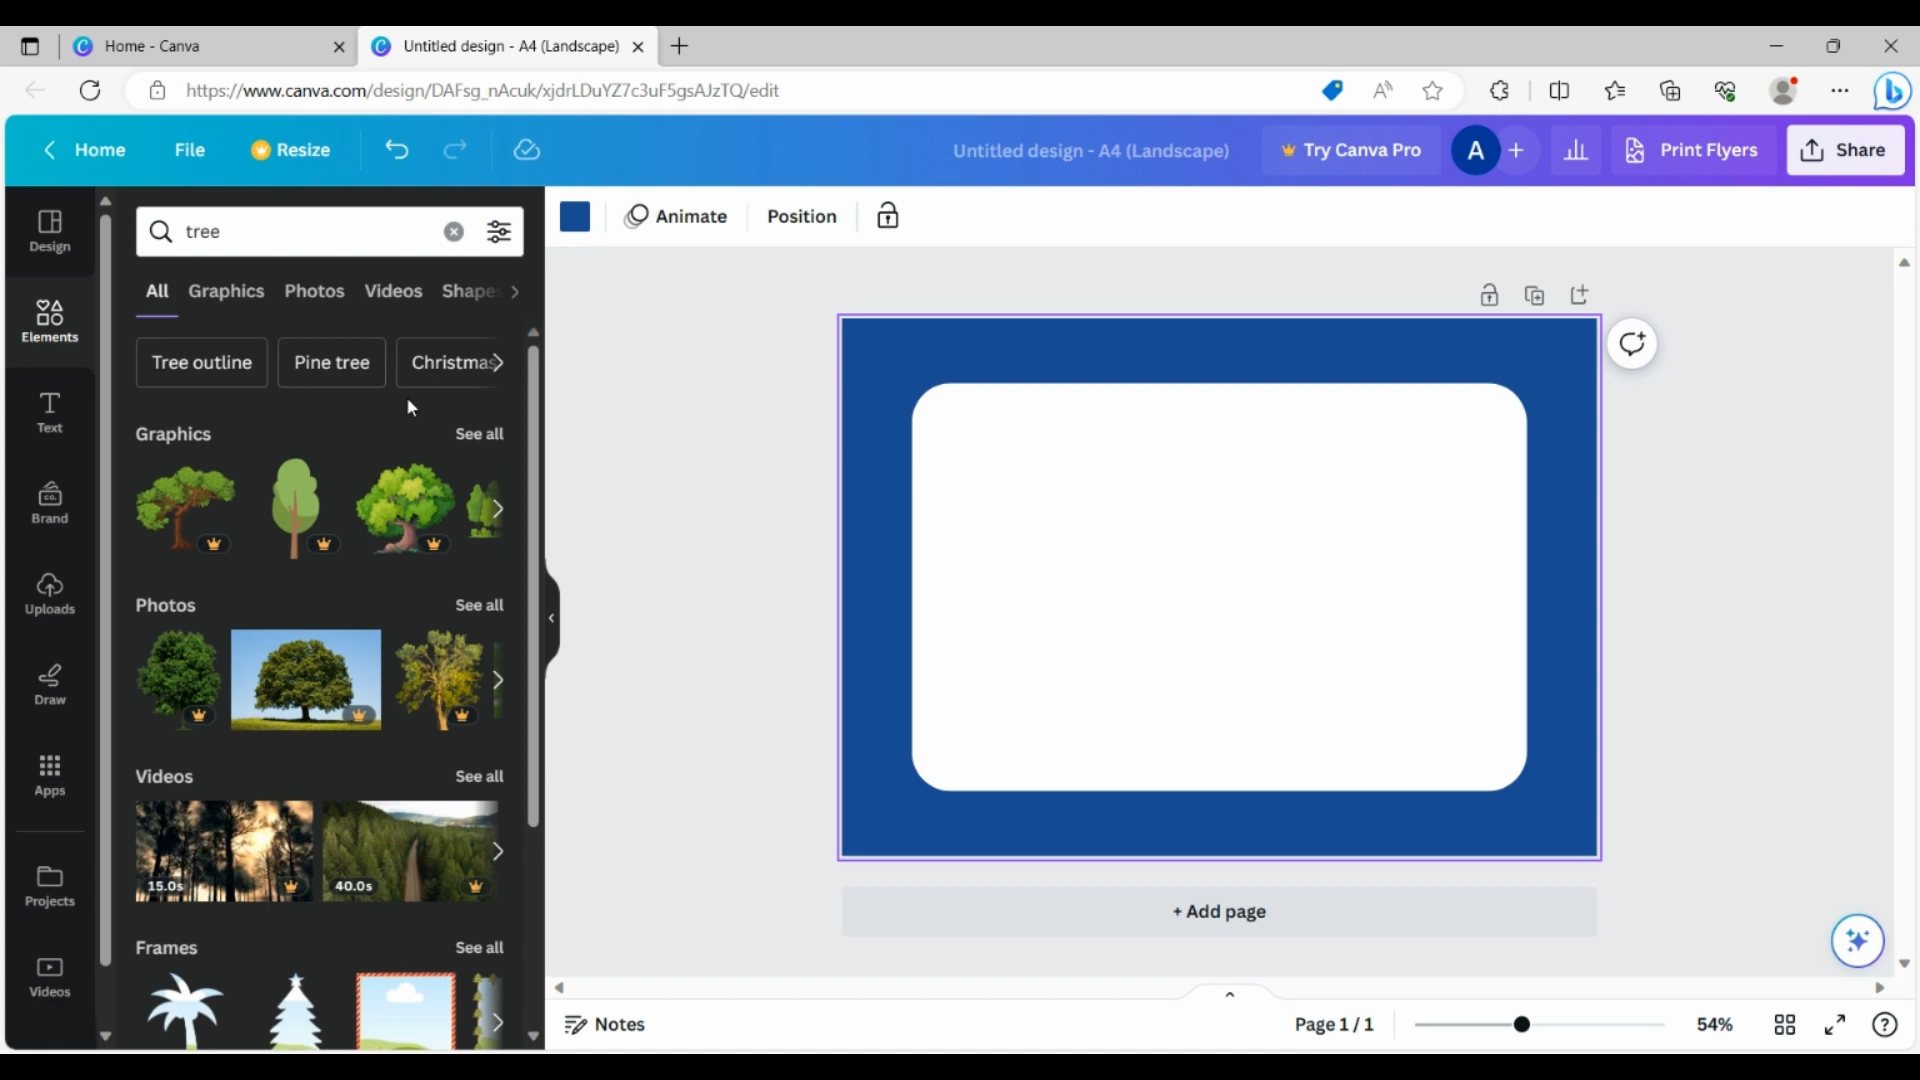 Home - Canva
Untitled design - A4 (Landscape)
https://www.canva.com/design/DAFsg_nAcuk/xjdrLDuYZ7c3uF5gsAJzTQ/edit
Home File Resize Untitled design - A4 (Landscape) Try Canva Pro A + Print Flyers Share
Design
Elements
Text
Brand
CO.
Uploads
Draw
Apps
Projects
Videos
tree
All Graphics Photos Videos Shapes
Tree outline Pine tree Christmas
Graphics See all
Photos See all
Videos See all
15.0s 40.0s
Frames See all
Animate Position
+ Add page
Notes Page 1 / 1 54%